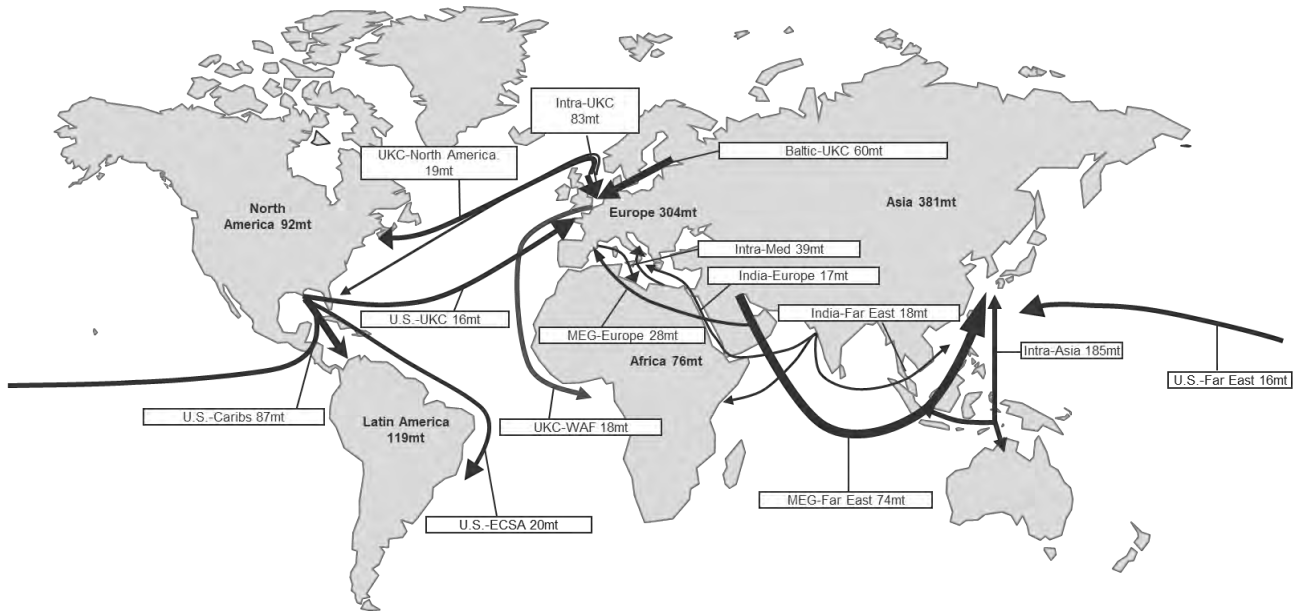 Intra-UKC
83mt
UKC-North America.
19mt
Baltic-UKC 60mt
North
America 92mt
Europe 304mt
Asia 381mt
Intra-Med 39mt
India-Europe 17mt
U.S.-UKC 16mt
MEG-Europe 28mt
India-Far East 18mt
Africa 76mt
Intra-Asia 185mt
U.S.-Far East 16mt
U.S.-Caribs 87mt
Latin America
119mt
UKC-WAF 18mt
MEG-Far East 74mt
U.S.-ECSA 20mt